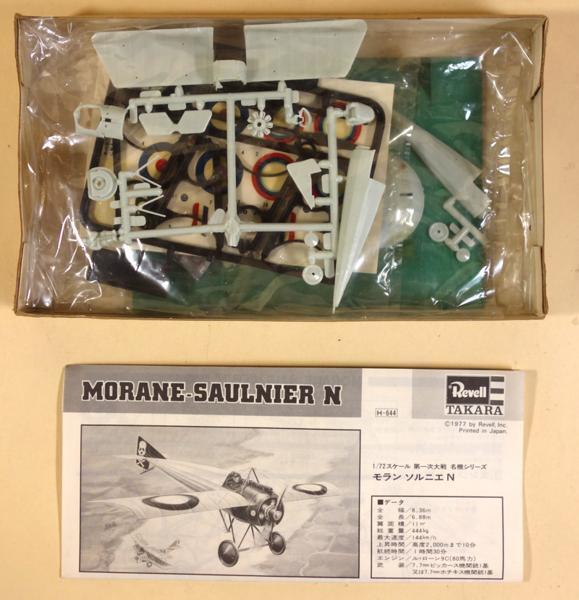 MORANE-SAULNIER N
Revell
TAKARA
H-644
©1977 by Revell, Inc.
Printed in Japan.
1/72スケール 第一次大戦 名機シリーズ
モラン ソルニエ N
■データ
全 幅/8.36m
全 長/6.88m
翼 面 積/11㎡
総 重 量/444kg
最大速度/144km/h
上昇時間/高度2,000mまで10分
航続時間/1時間30分
エンジン/ル・ローン9C(80馬力)
武 装/7.7㎜ビッカース機関銃1基
又は7.7㎜ホチキス機関銃1基